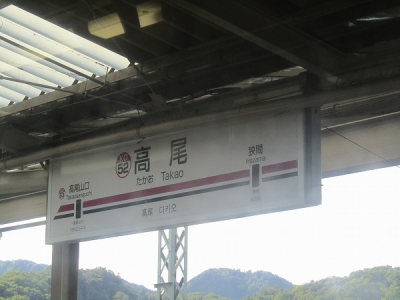 KO
52
高尾
たかお Takao
高尾山口
Takaosanguchi
狭間
Hazama
高尾 다카오